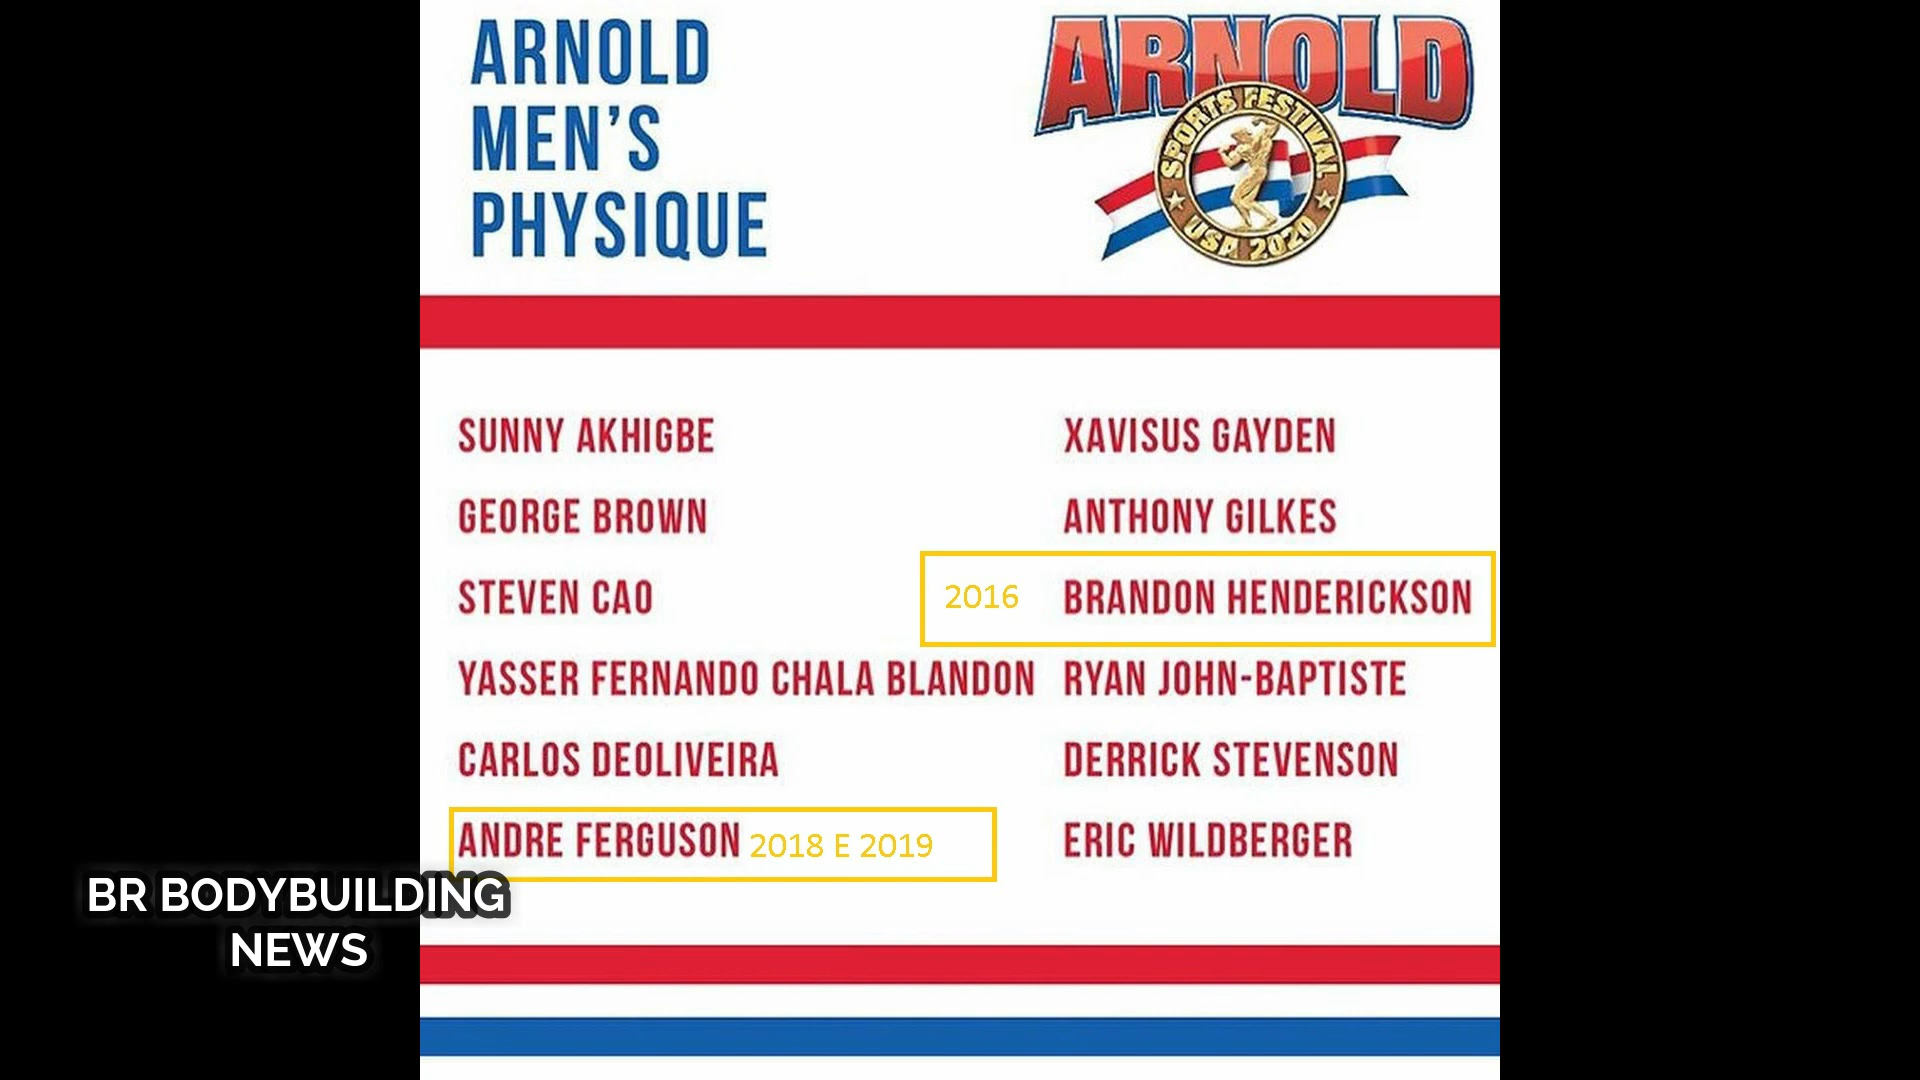 ARNOLD
MEN'S
PHYSIQUE
ARNOLD
SPORTS FESTIVAL
USA 2020
SUNNY AKHIGBE
GEORGE BROWN
STEVEN CAO
YASSER FERNANDO CHALA BLANDON
CARLOS DEOLIVEIRA
ANDRE FERGUSON 2018 E 2019
XAVISUS GAYDEN
ANTHONY GILKES
2016 BRANDON HENDERICKSON
RYAN JOHN-BAPTISTE
DERRICK STEVENSON
ERIC WILDBERGER
BR BODYBUILDING
NEWS